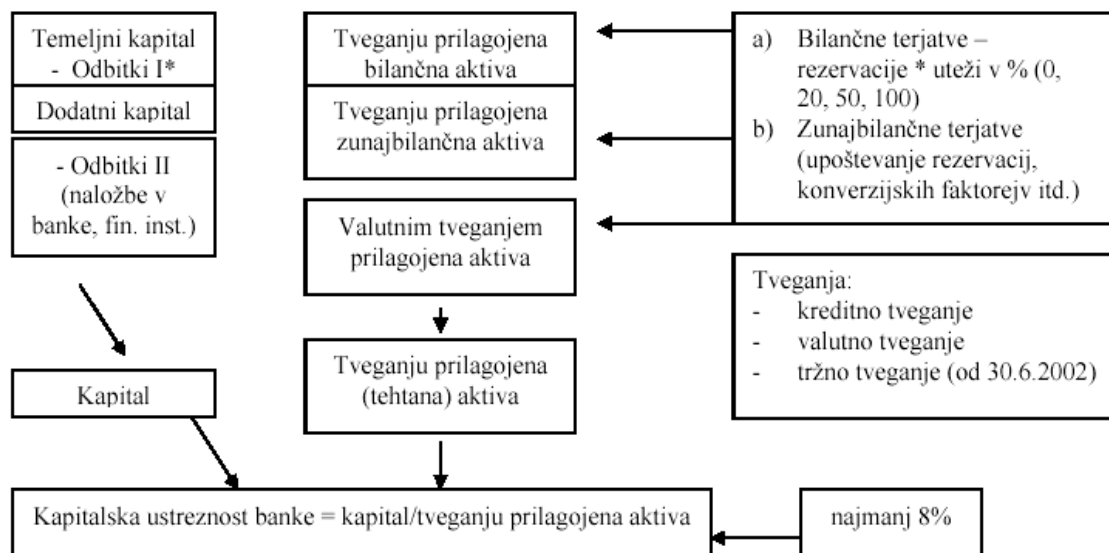 Temeljni kapital
- Odbitki I*
Dodatni kapital
- Odbitki II
(naložbe v
banke, fin. inst.)
Kapital
Tveganju prilagojena
bilančna aktiva
Tveganju prilagojena
zunajbilančna aktiva
Valutnim tveganjem
prilagojena aktiva
Tveganju prilagojena
(tehtana) aktiva
a) Bilančne terjatve –
rezervacije * uteži v % (0,
20, 50, 100)
b) Zunajbilančne terjatve
(upoštevanje rezervacij,
konverzijskih faktorejv itd.)
Tveganja:
- kreditno tveganje
- valutno tveganje
- tržno tveganje (od 30.6.2002)
Kapitalska ustreznost banke = kapital/tveganju prilagojena aktiva
najmanj 8%